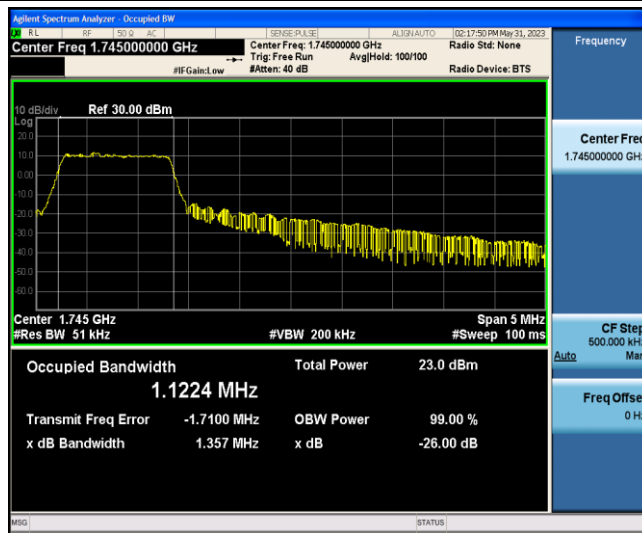 Agilent Spectrum Analyzer - Occupied BW
RL RF 50 Ω AC SENSE:PULSE ALIGNAUTO 02:17:50 PM May 31, 2023
Center Freq 1.745000000 GHz Center Freq: 1.745000000 GHz Radio Std: None Frequency
Trig: Free Run Avg|Hold: 100/100
#IFGain:Low #Atten: 40 dB Radio Device: BTS
10 dB/div Ref 30.00 dBm
Log
20.0
10.0
0.00
-10.0
-20.0
-30.0
-40.0
-50.0
-60.0
Center Freq
1.745000000 GHz
Center 1.745 GHz Span 5 MHz
#Res BW 51 kHz #VBW 200 kHz #Sweep 100 ms
CF Step
500.000 kHz
Auto Man
Occupied Bandwidth Total Power 23.0 dBm
1.1224 MHz
Transmit Freq Error -1.7100 MHz OBW Power 99.00 %
x dB Bandwidth 1.357 MHz x dB -26.00 dB
Freq Offse
0 Hz
MSG STATUS